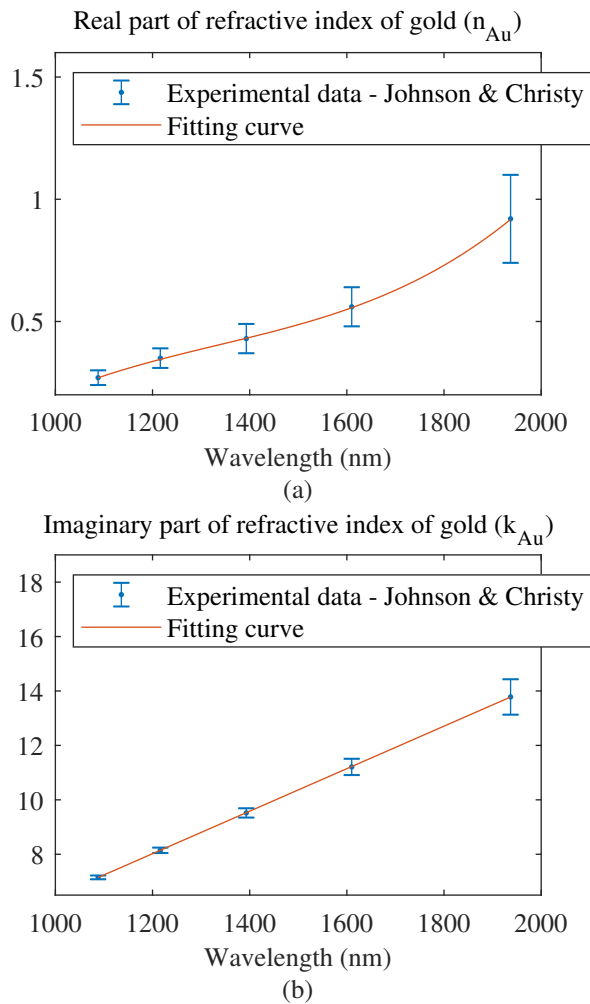 Real part of refractive index of gold (n_Au)
1.5
1
0.5
Experimental data - Johnson & Christy
Fitting curve
1000 1200 1400 1600 1800 2000
Wavelength (nm)
(a)
Imaginary part of refractive index of gold (k_Au)
18
16
14
12
10
8
Experimental data - Johnson & Christy
Fitting curve
1000 1200 1400 1600 1800 2000
Wavelength (nm)
(b)